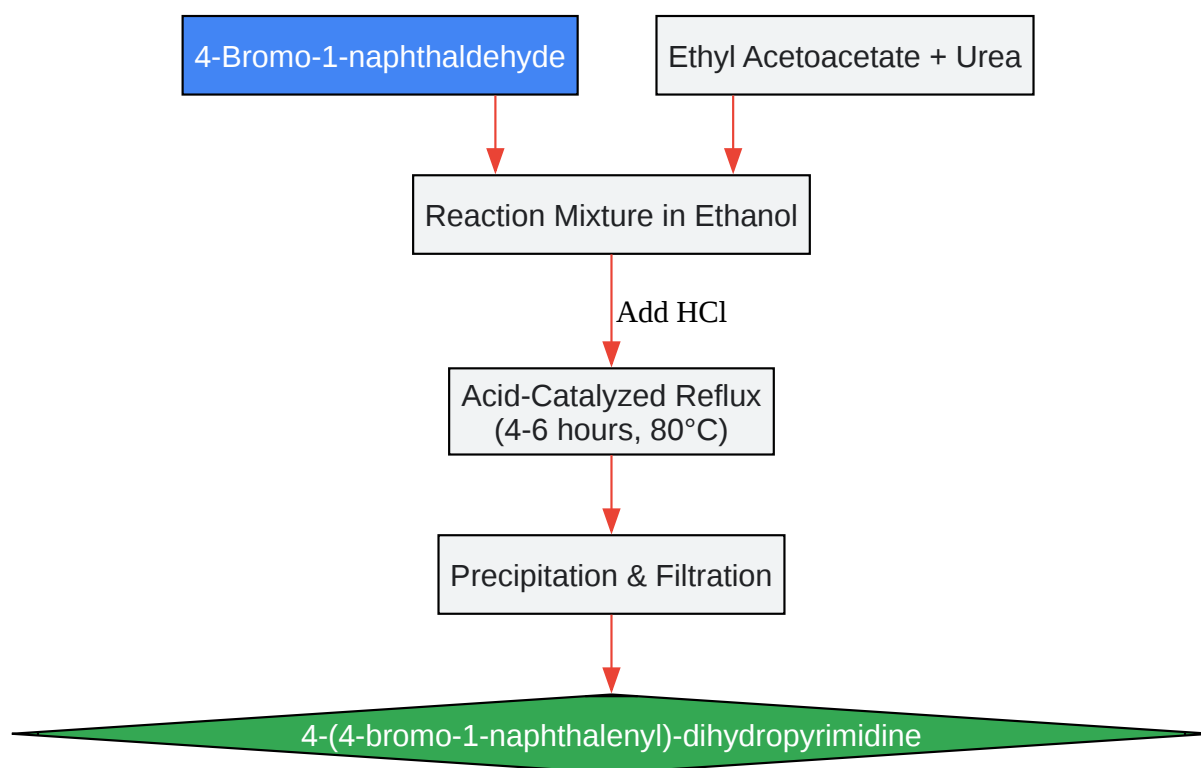 4-Bromo-1-naphthaldehyde
Ethyl Acetoacetate + Urea
Reaction Mixture in Ethanol
Add HCl
Acid-Catalyzed Reflux
(4-6 hours, 80°C)
Precipitation & Filtration
4-(4-bromo-1-naphthalenyl)-dihydropyrimidine